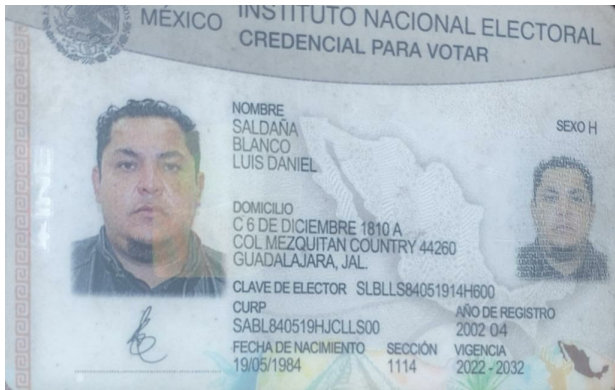 MÉXICO INSTITUTO NACIONAL ELECTORAL
CREDENCIAL PARA VOTAR
NOMBRE
SALDAÑA
BLANCO
LUIS DANIEL
SEXO H
DOMICILIO
C 6 DE DICIEMBRE 1810 A
COL MEZQUITAN COUNTRY 44260
GUADALAJARA, JAL.
CLAVE DE ELECTOR SLBLLS84051914H600
CURP
SABL840519HJCLLS00
AÑO DE REGISTRO
2002 04
FECHA DE NACIMIENTO
19/05/1984
SECCIÓN
1114
VIGENCIA
2022 - 2032
INE